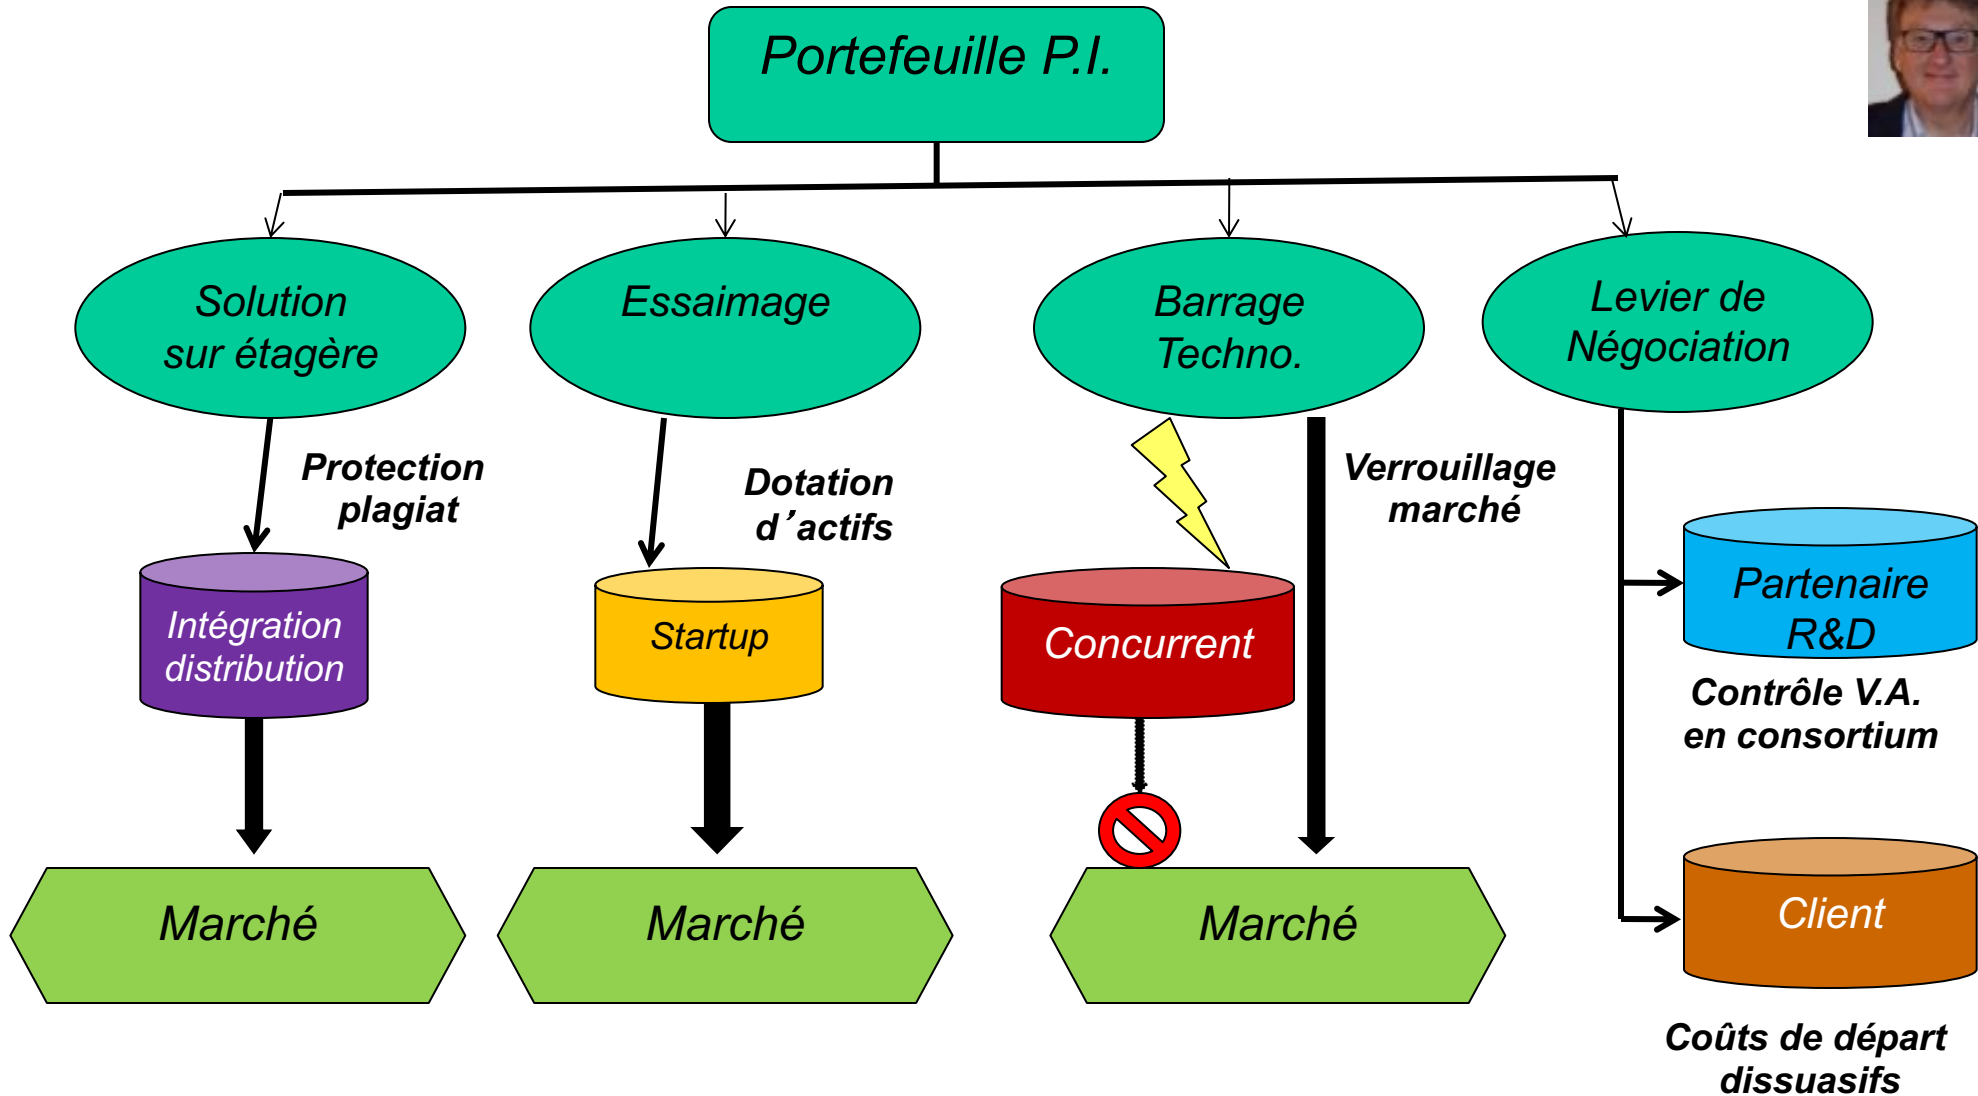 Portefeuille P.I.
Solution
sur étagère
Essaimage
Barrage
Techno.
Levier de
Négociation
Protection
plagiat
Dotation
d’actifs
Verrouillage
marché
Intégration
distribution
Startup
Concurrent
Partenaire
R&D
Contrôle V.A.
en consortium
Marché
Marché
Marché
Client
Coûts de départ
dissuasifs